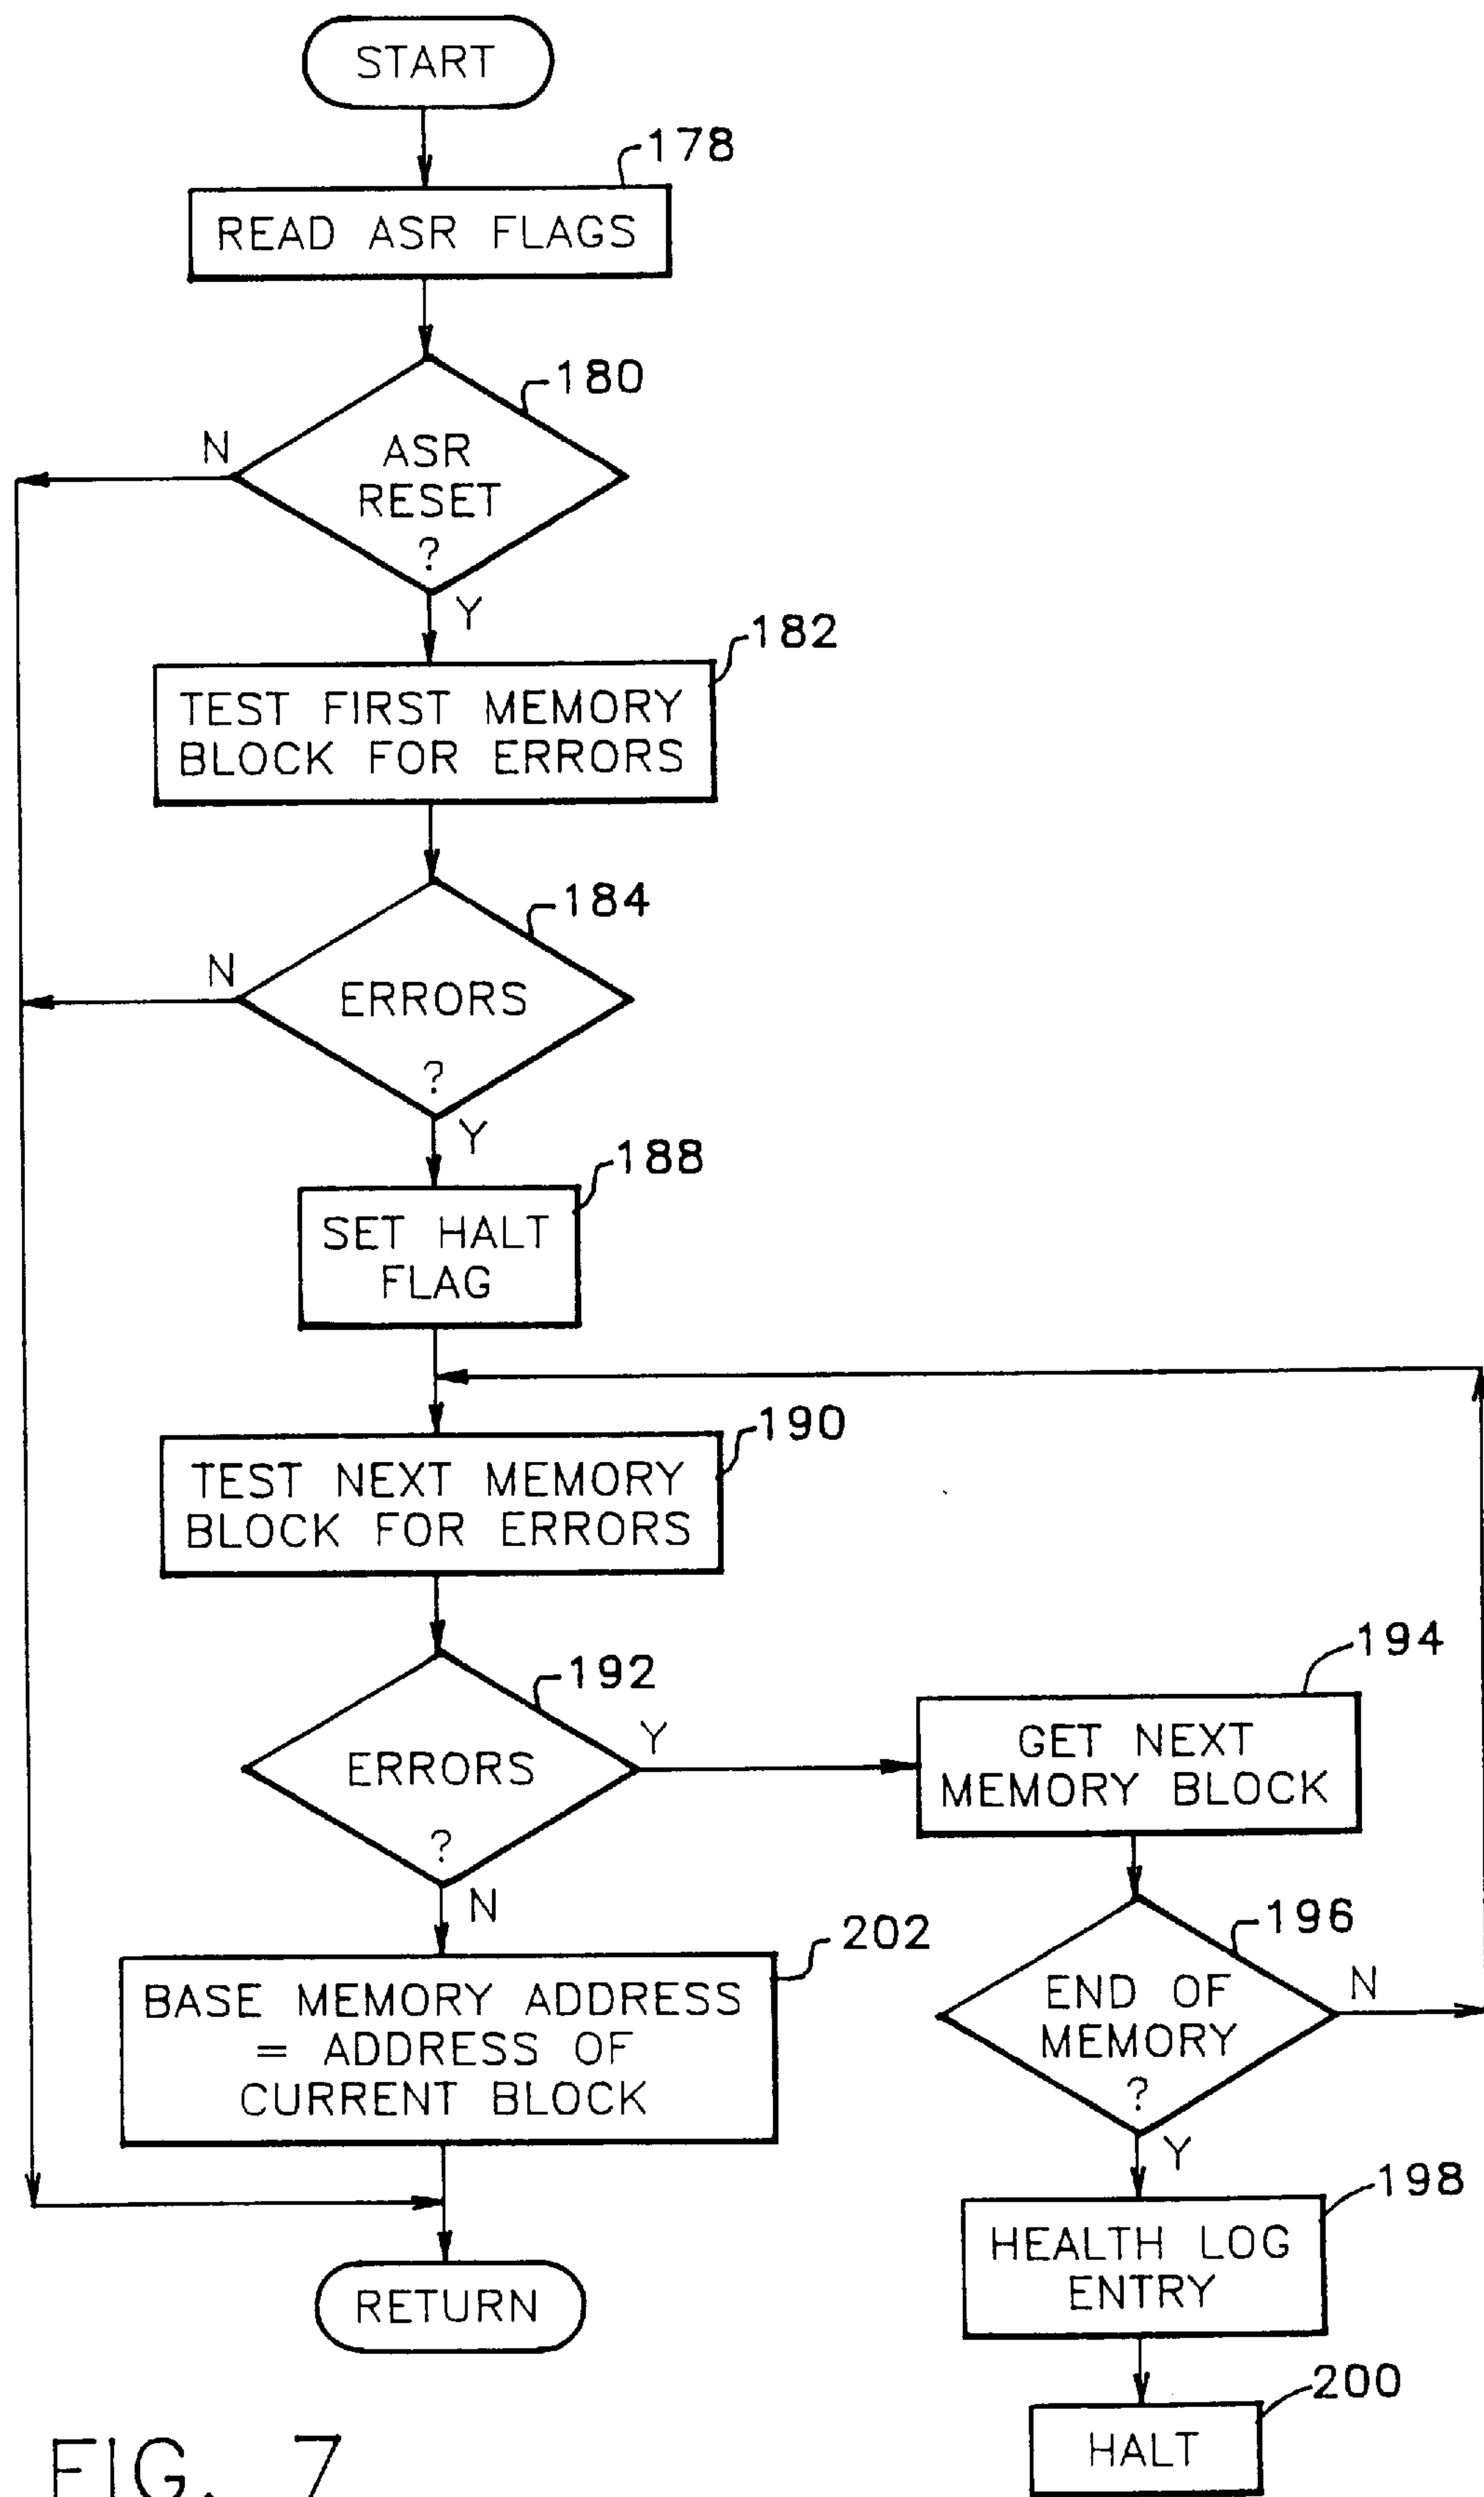 START
178
READ ASR FLAGS
180
N
ASR
RESET
?
Y
182
TEST FIRST MEMORY
BLOCK FOR ERRORS
184
N
ERRORS
?
Y
188
SET HALT
FLAG
190
TEST NEXT MEMORY
BLOCK FOR ERRORS
192
Y
ERRORS
?
N
194
GET NEXT
MEMORY BLOCK
196
N
END OF
MEMORY
?
Y
202
BASE MEMORY ADDRESS
= ADDRESS OF
CURRENT BLOCK
198
HEALTH LOG
ENTRY
RETURN
200
HALT
FIG. 7